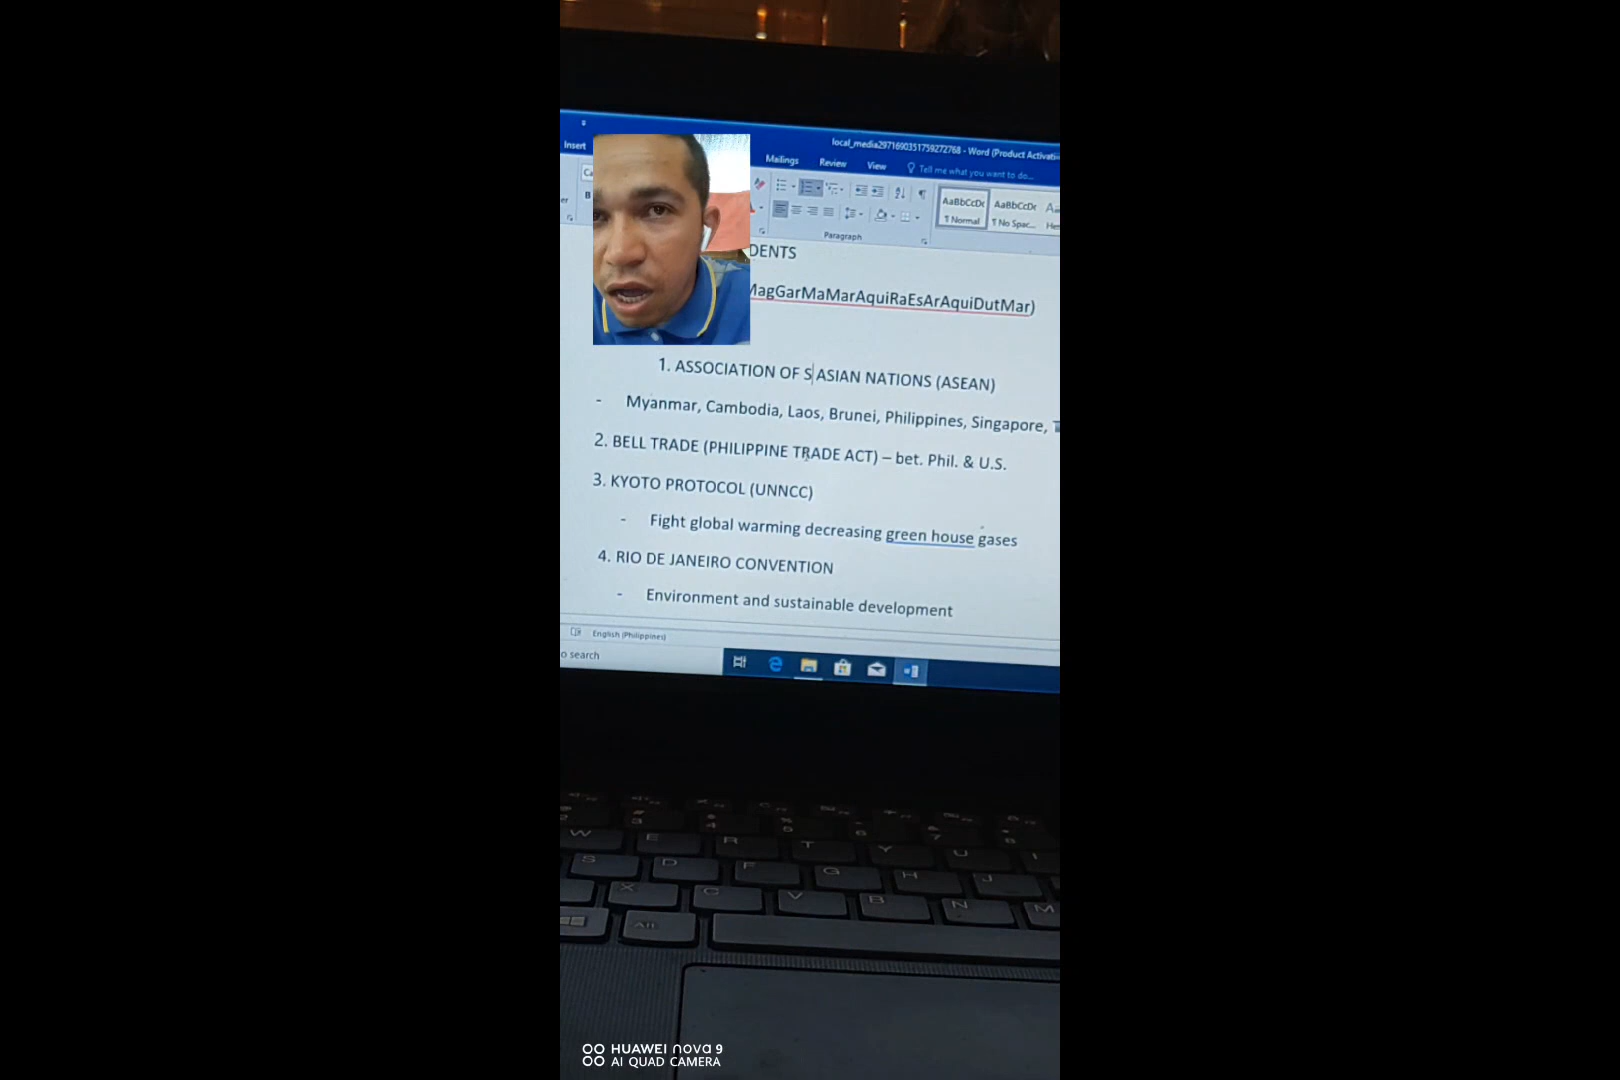 local_media2971690351759272768 - Word (Product Activati
Insert
Mailings
Review
View
Tell me what you want to do...
B
AaBbCcDc
AaBbCcDc
¶ Normal
¶ No Spac...
Paragraph
DENTS
MagGarMaMarAquiRaEsArAquiDutMar)
1. ASSOCIATION OF S ASIAN NATIONS (ASEAN)
- Myanmar, Cambodia, Laos, Brunei, Philippines, Singapore,
2. BELL TRADE (PHILIPPINE TRADE ACT) – bet. Phil. & U.S.
3. KYOTO PROTOCOL (UNNCC)
- Fight global warming decreasing green house gases
4. RIO DE JANEIRO CONVENTION
- Environment and sustainable development
English (Philippines)
o search
W E R T Y U I
S D F G H J
X C V B N M
Alt
HUAWEI nova 9
AI QUAD CAMERA